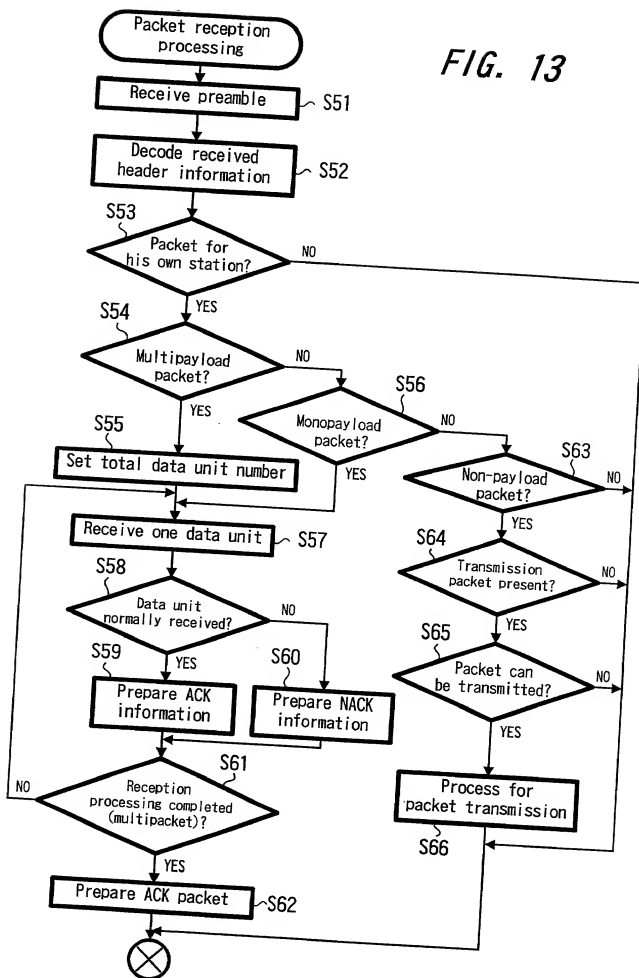 FIG. 13
Packet reception
processing
Receive preamble
S51
Decode received
header information
S52
S53
Packet for
his own station?
NO
YES
S54
Multipayload
packet?
NO
YES
S56
Monopayload
packet?
NO
YES
S55
Set total data unit number
S63
Non-payload
packet?
NO
YES
Receive one data unit
S57
S64
Transmission
packet present?
NO
YES
S58
Data unit
normally received?
NO
YES
S65
Packet can
be transmitted?
NO
YES
S59
Prepare ACK
information
S60
Prepare NACK
information
S61
Reception
processing completed
(multipacket)?
NO
YES
Process for
packet transmission
S66
Prepare ACK packet
S62